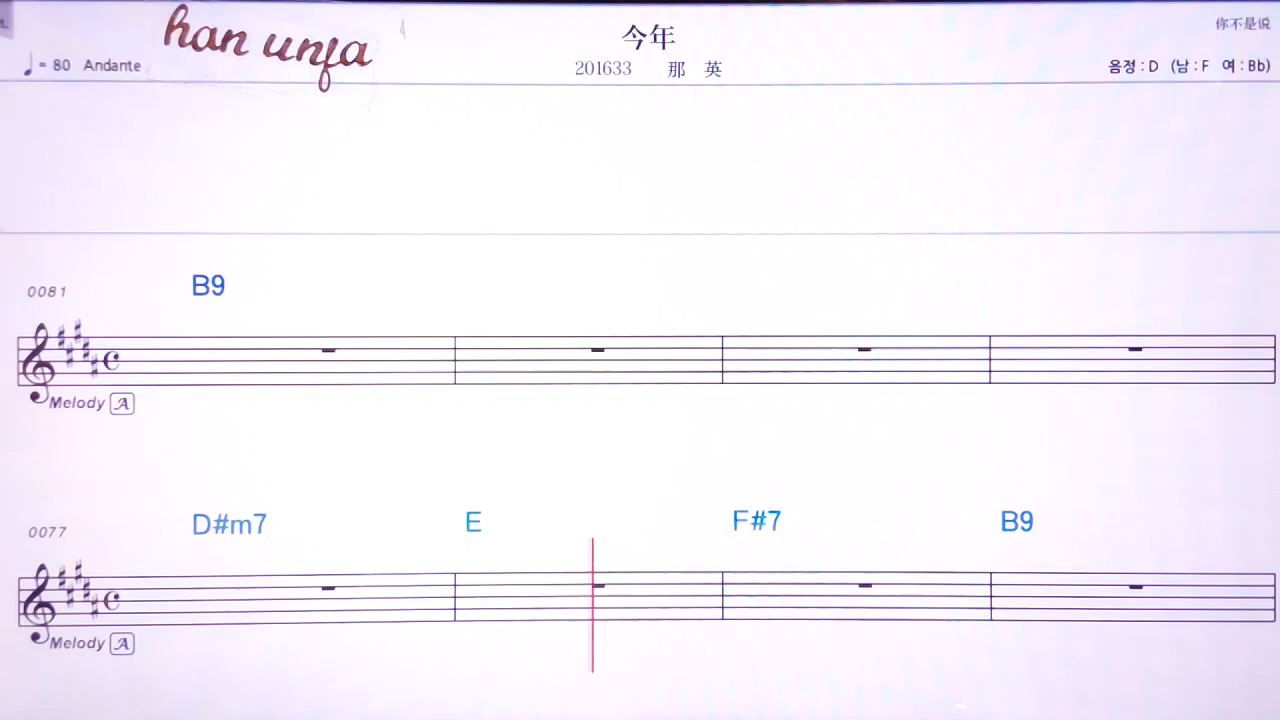 han unfa
今年
你不是说
♩= 80 Andante
201633 那 英
음정 : D (남 : F 여 : Bb)
0081 B9
Melody A
0077 D#m7 E F#7 B9
Melody A